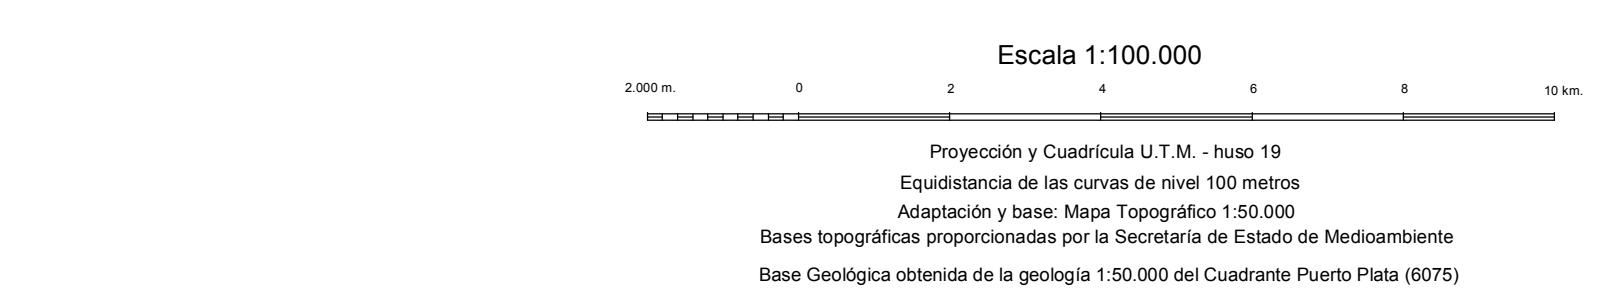 Escala 1:100.000
2.000 m. 0 2 4 6 8 10 km.
Proyección y Cuadrícula U.T.M. - huso 19
Equidistancia de las curvas de nivel 100 metros
Adaptación y base: Mapa Topográfico 1:50.000
Bases topográficas proporcionadas por la Secretaría de Estado de Medioambiente
Base Geológica obtenida de la geología 1:50.000 del Cuadrante Puerto Plata (6075)